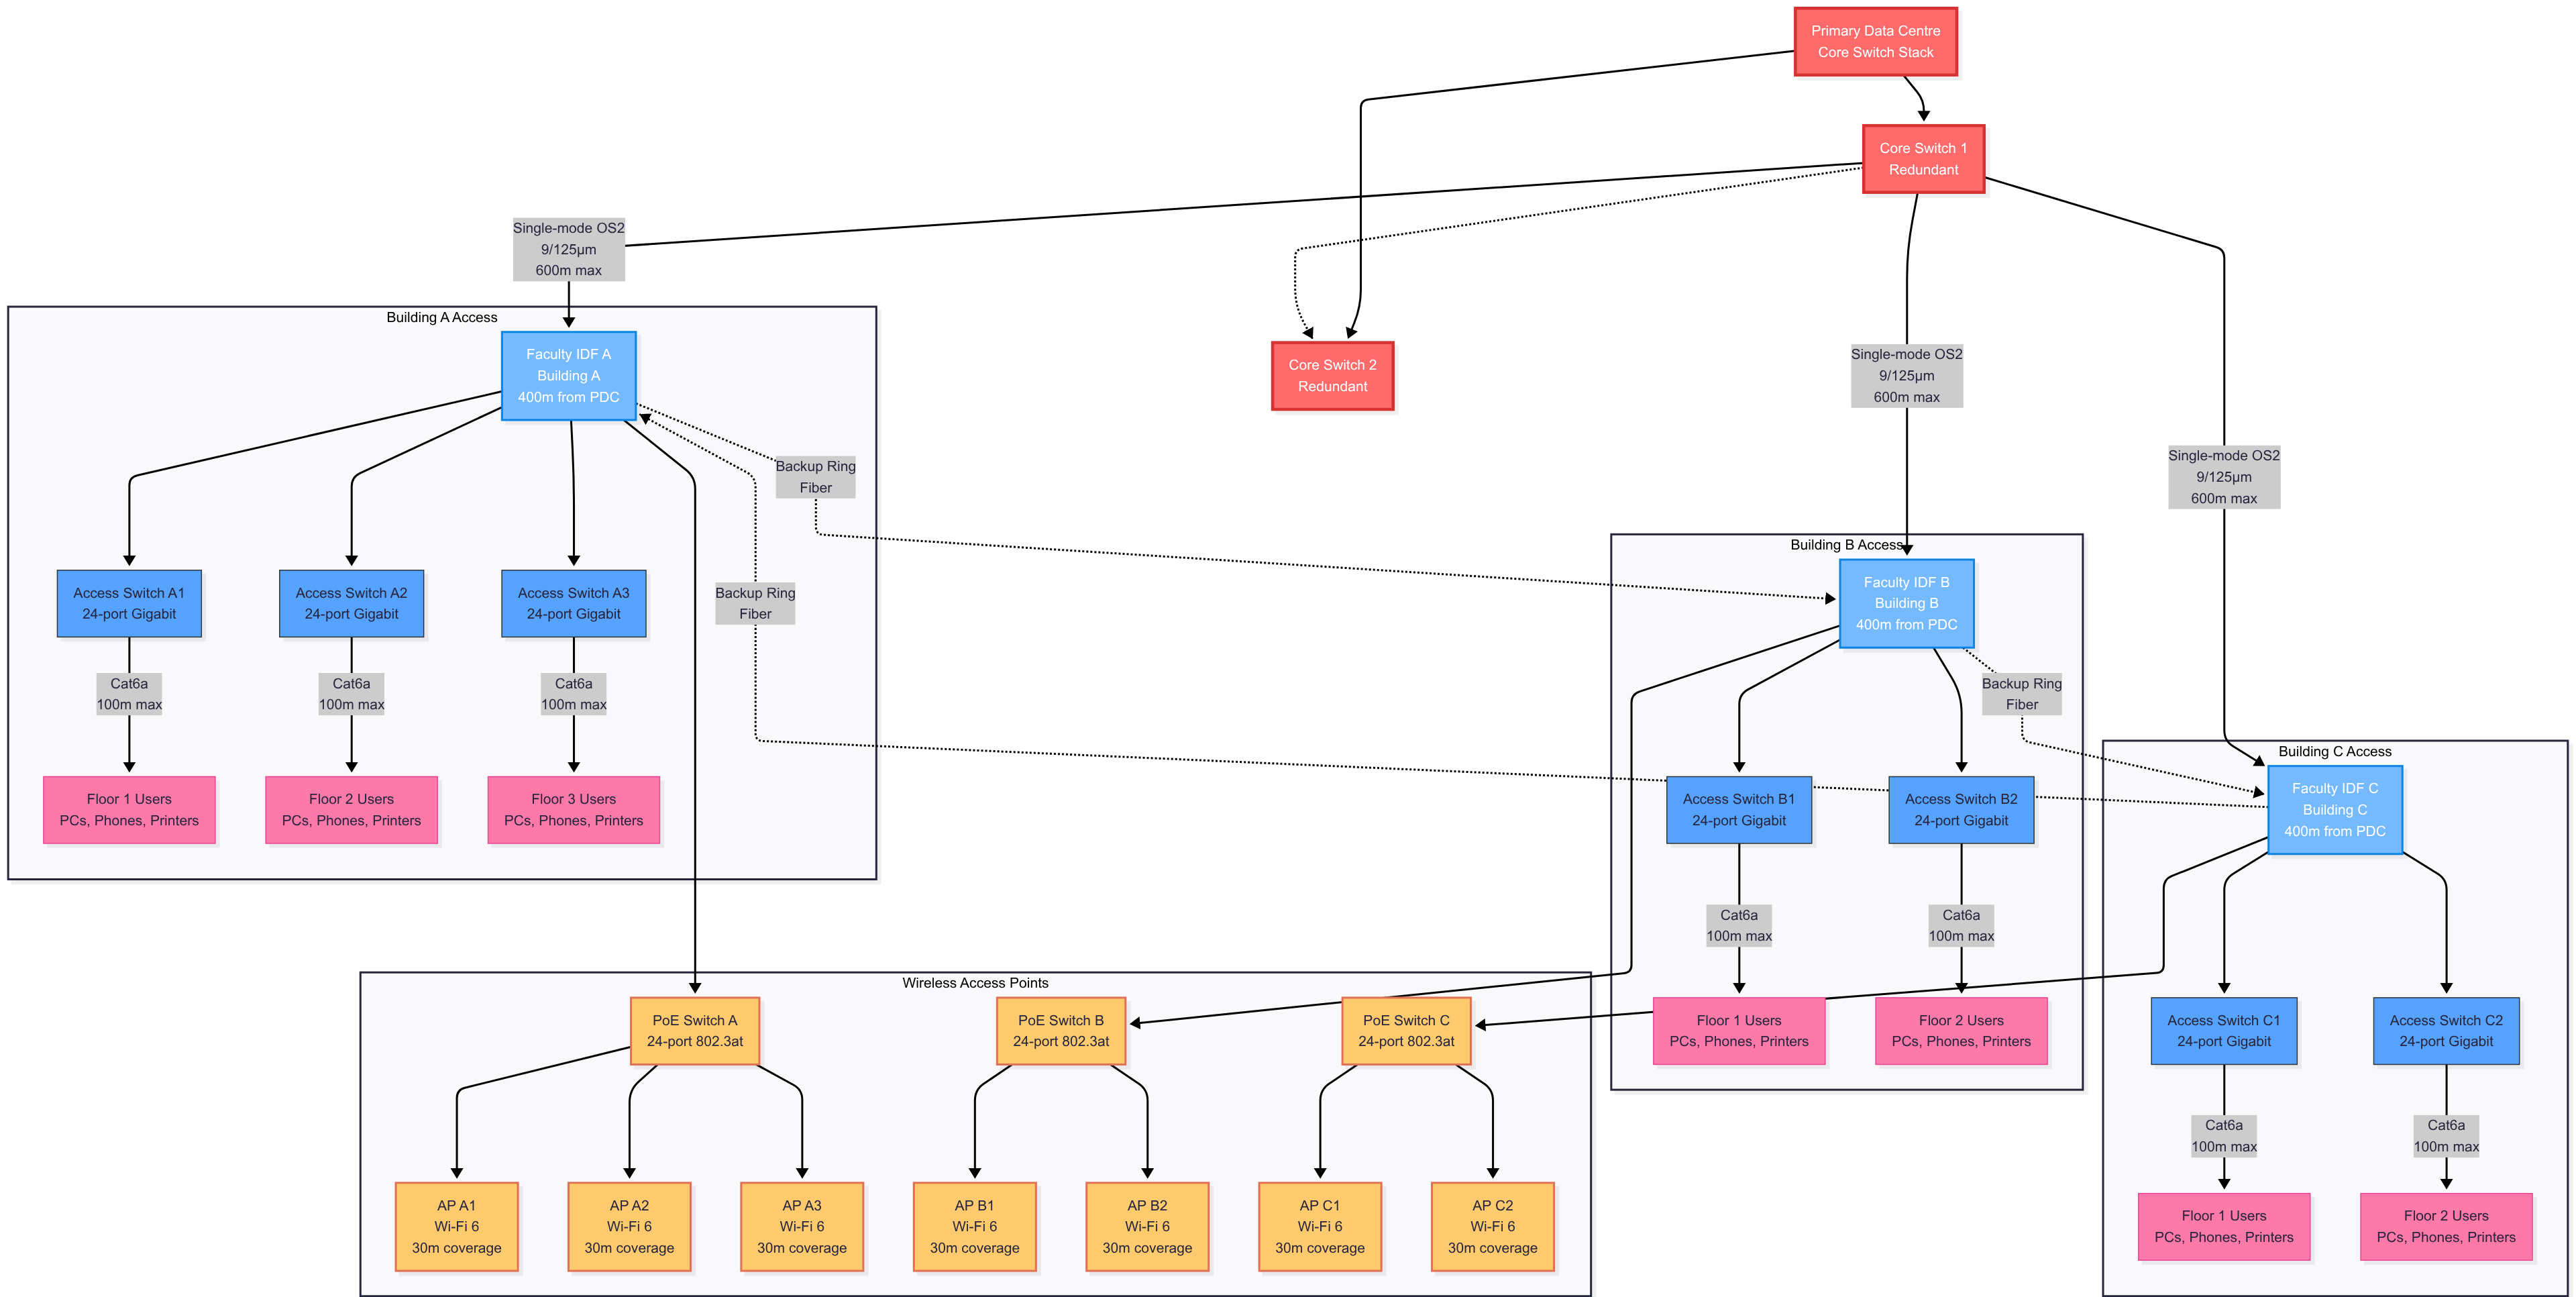 Primary Data Centre
Core Switch Stack
Core Switch 1
Redundant
Single-mode OS2
9/125µm
600m max
Building A Access
Faculty IDF A
Building A
400m from PDC
Core Switch 2
Redundant
Single-mode OS2
9/125µm
600m max
Single-mode OS2
9/125µm
600m max
Backup Ring
Fiber
Backup Ring
Fiber
Building B Access
Faculty IDF B
Building B
400m from PDC
Access Switch A1
24-port Gigabit
Access Switch A2
24-port Gigabit
Access Switch A3
24-port Gigabit
Cat6a
100m max
Cat6a
100m max
Cat6a
100m max
Backup Ring
Fiber
Building C Access
Faculty IDF C
Building C
400m from PDC
Floor 1 Users
PCs, Phones, Printers
Floor 2 Users
PCs, Phones, Printers
Floor 3 Users
PCs, Phones, Printers
Access Switch B1
24-port Gigabit
Access Switch B2
24-port Gigabit
Cat6a
100m max
Cat6a
100m max
Wireless Access Points
PoE Switch A
24-port 802.3at
PoE Switch B
24-port 802.3at
PoE Switch C
24-port 802.3at
Floor 1 Users
PCs, Phones, Printers
Floor 2 Users
PCs, Phones, Printers
Access Switch C1
24-port Gigabit
Access Switch C2
24-port Gigabit
Cat6a
100m max
Cat6a
100m max
AP A1
Wi-Fi 6
30m coverage
AP A2
Wi-Fi 6
30m coverage
AP A3
Wi-Fi 6
30m coverage
AP B1
Wi-Fi 6
30m coverage
AP B2
Wi-Fi 6
30m coverage
AP C1
Wi-Fi 6
30m coverage
AP C2
Wi-Fi 6
30m coverage
Floor 1 Users
PCs, Phones, Printers
Floor 2 Users
PCs, Phones, Printers